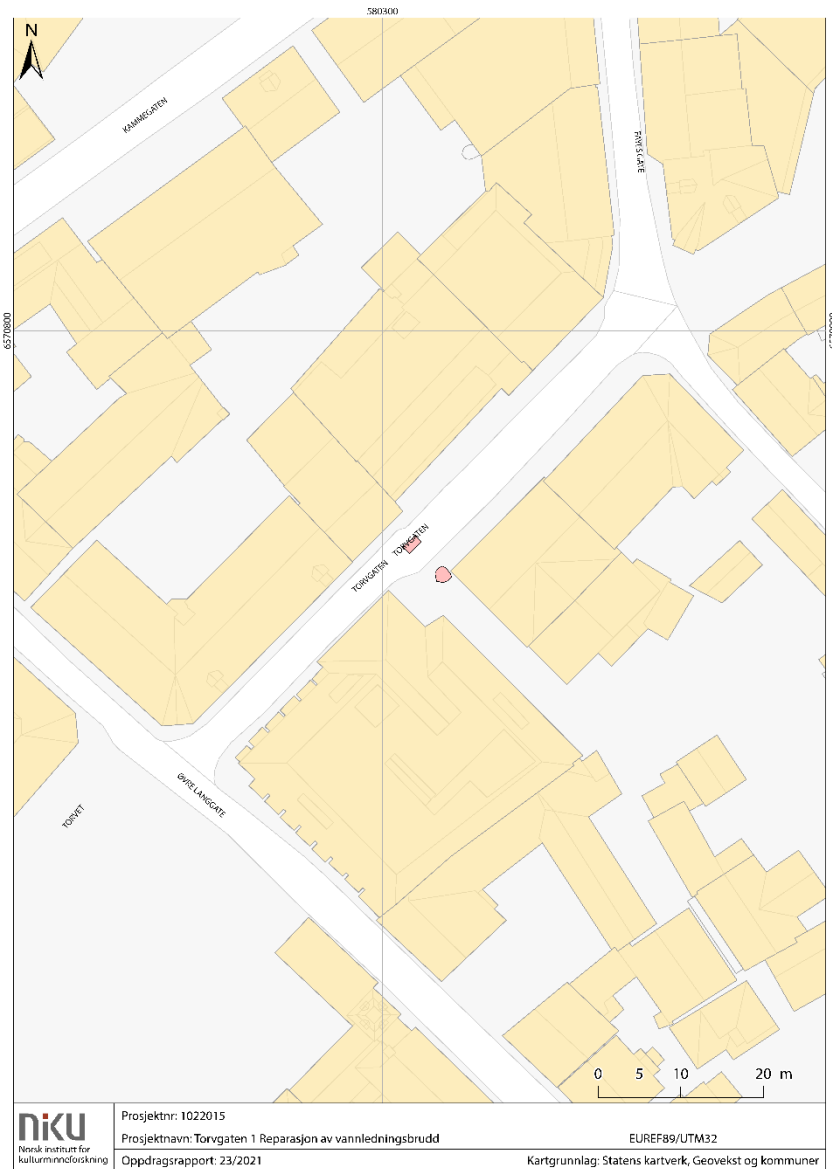 580300
N
KAMMEGATEN
FAYES GATE
6570800
TORVGATEN
TORVGATEN
ØVRE LANGGATE
TORVET
0 5 10 20 m
niku
Norsk institutt for
kulturminneforskning
Prosjektnr: 1022015
Prosjektnavn: Torvgaten 1 Reparasjon av vannledningsbrudd
EUREF89/UTM32
Oppdragsrapport: 23/2021
Kartgrunnlag: Statens kartverk, Geovekst og kommuner